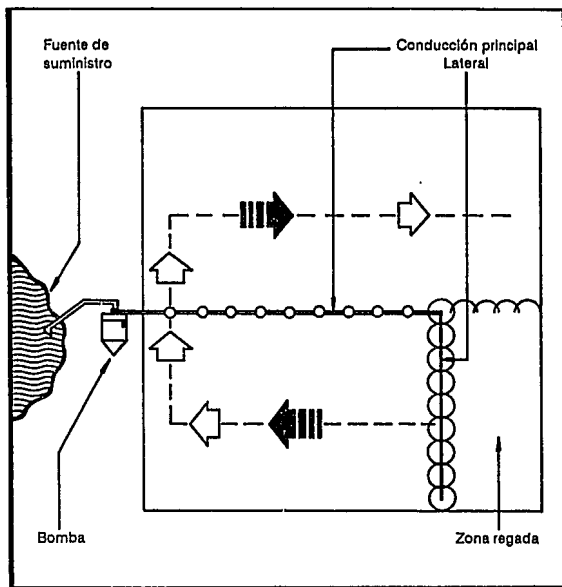 Fuente de
suministro
Conducción principal
Lateral
Bomba
Zona regada